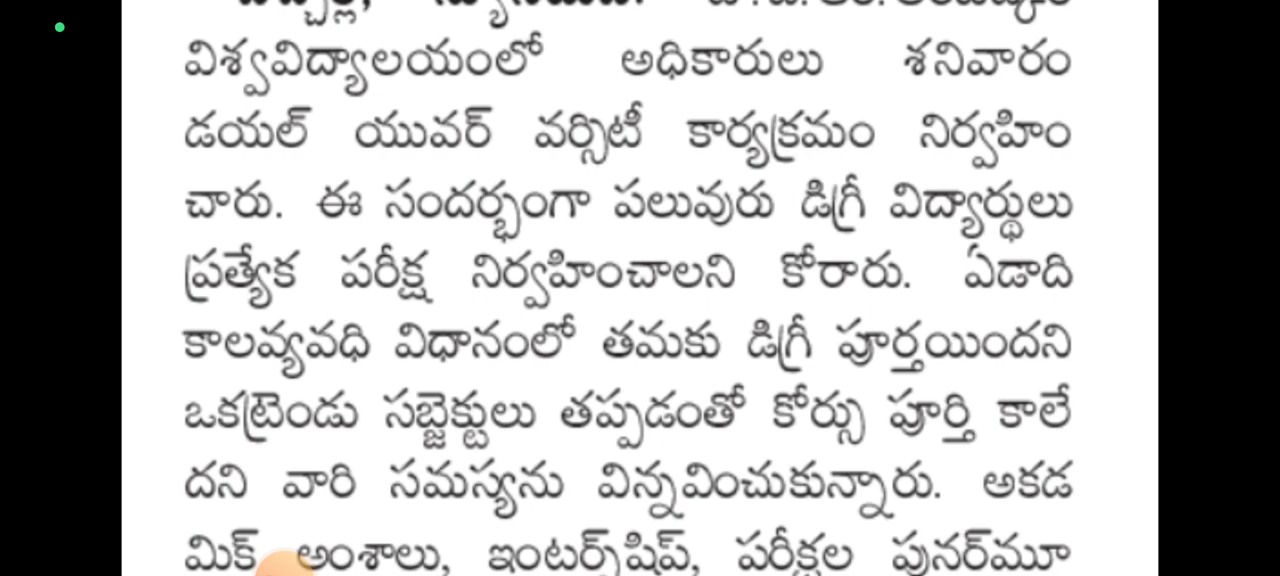 విశ్వవిద్యాలయంలో అధికారులు శనివారం
డయల్ యువర్ వర్సిటీ కార్యక్రమం నిర్వహిం
చారు. ఈ సందర్భంగా పలువురు డిగ్రీ విద్యార్థులు
ప్రత్యేక పరీక్ష నిర్వహించాలని కోరారు. ఏడాది
కాలవ్యవధి విధానంలో తమకు డిగ్రీ పూర్తయిందని
ఒకట్రెండు సబ్జెక్టులు తప్పడంతో కోర్సు పూర్తి కాలే
దని వారి సమస్యను విన్నవించుకున్నారు. అకడ
మిక్ అంశాలు, ఇంటర్న్‌షిప్, పరీక్షల పునర్‌మూ